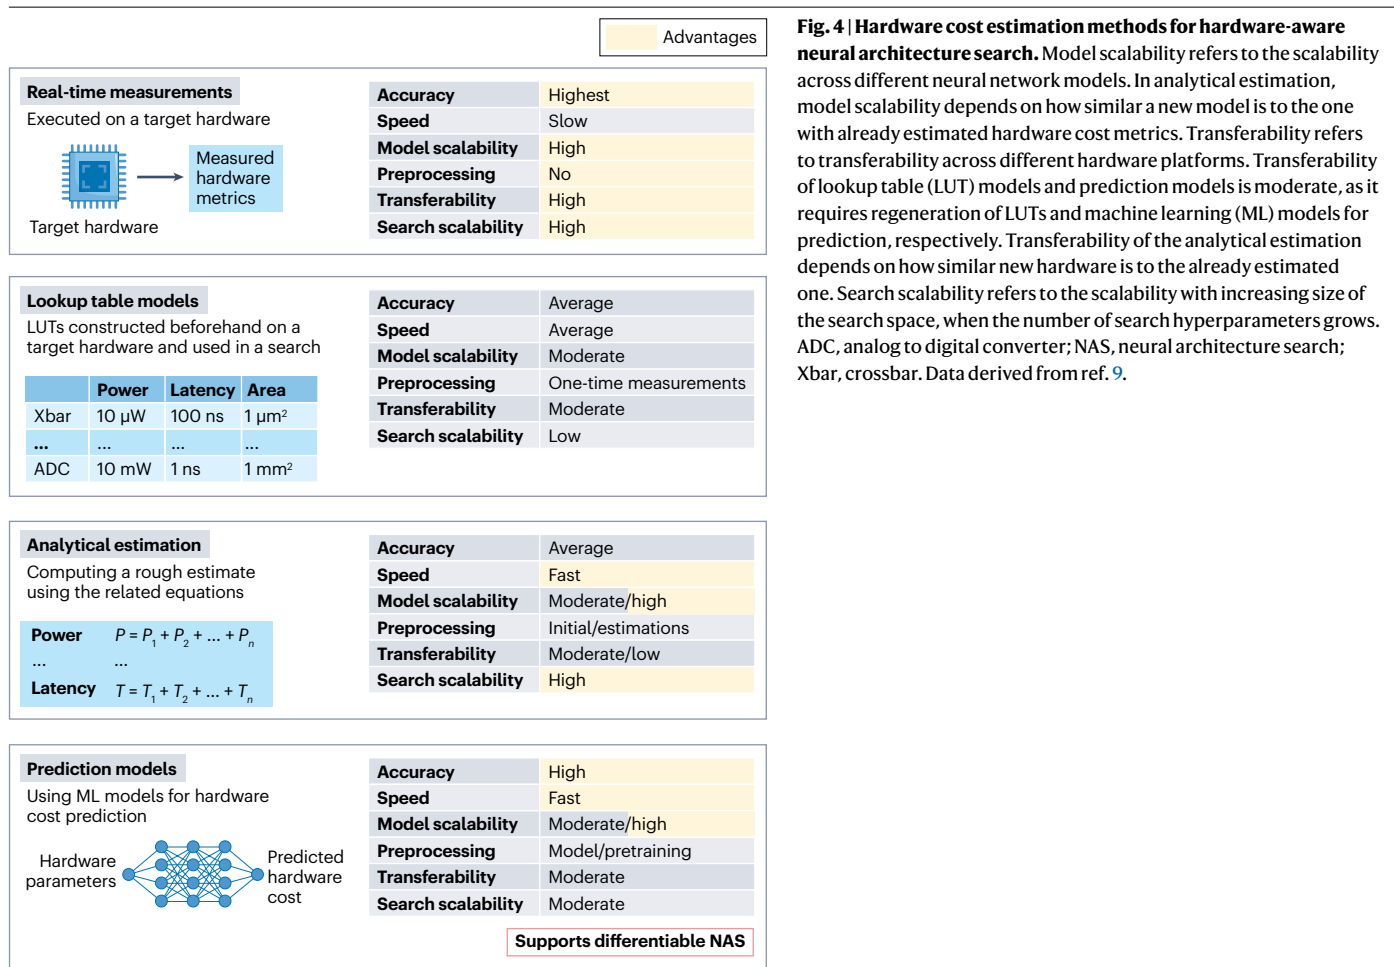 Advantages
Real-time measurements
Executed on a target hardware
Measured
hardware
metrics
Target hardware
Accuracy Highest
Speed Slow
Model scalability High
Preprocessing No
Transferability High
Search scalability High
Lookup table models
LUTs constructed beforehand on a
target hardware and used in a search
Power Latency Area
Xbar 10 µW 100 ns 1 µm²
... ... ... ...
ADC 10 mW 1 ns 1 mm²
Accuracy Average
Speed Average
Model scalability Moderate
Preprocessing One-time measurements
Transferability Moderate
Search scalability Low
Analytical estimation
Computing a rough estimate
using the related equations
Power P = P₁ + P₂ + ... + Pₙ
... ...
Latency T = T₁ + T₂ + ... + Tₙ
Accuracy Average
Speed Fast
Model scalability Moderate/high
Preprocessing Initial/estimations
Transferability Moderate/low
Search scalability High
Prediction models
Using ML models for hardware
cost prediction
Hardware
parameters
Predicted
hardware
cost
Accuracy High
Speed Fast
Model scalability Moderate/high
Preprocessing Model/pretraining
Transferability Moderate
Search scalability Moderate
Supports differentiable NAS
Fig. 4 | Hardware cost estimation methods for hardware-aware
neural architecture search. Model scalability refers to the scalability
across different neural network models. In analytical estimation,
model scalability depends on how similar a new model is to the one
with already estimated hardware cost metrics. Transferability refers
to transferability across different hardware platforms. Transferability
of lookup table (LUT) models and prediction models is moderate, as it
requires regeneration of LUTs and machine learning (ML) models for
prediction, respectively. Transferability of the analytical estimation
depends on how similar new hardware is to the already estimated
one. Search scalability refers to the scalability with increasing size of
the search space, when the number of search hyperparameters grows.
ADC, analog to digital converter; NAS, neural architecture search;
Xbar, crossbar. Data derived from ref. 9.